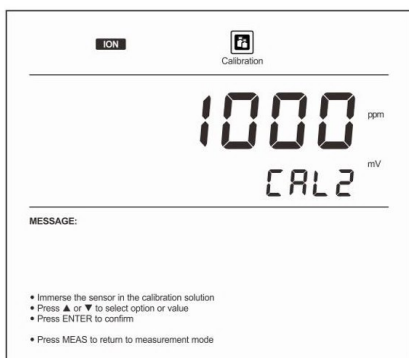 ION
Calibration
1000 ppm
CAL2 mV
MESSAGE:
• Immerse the sensor in the calibration solution
• Press ▲ or ▼ to select option or value
• Press ENTER to confirm
• Press MEAS to return to measurement mode